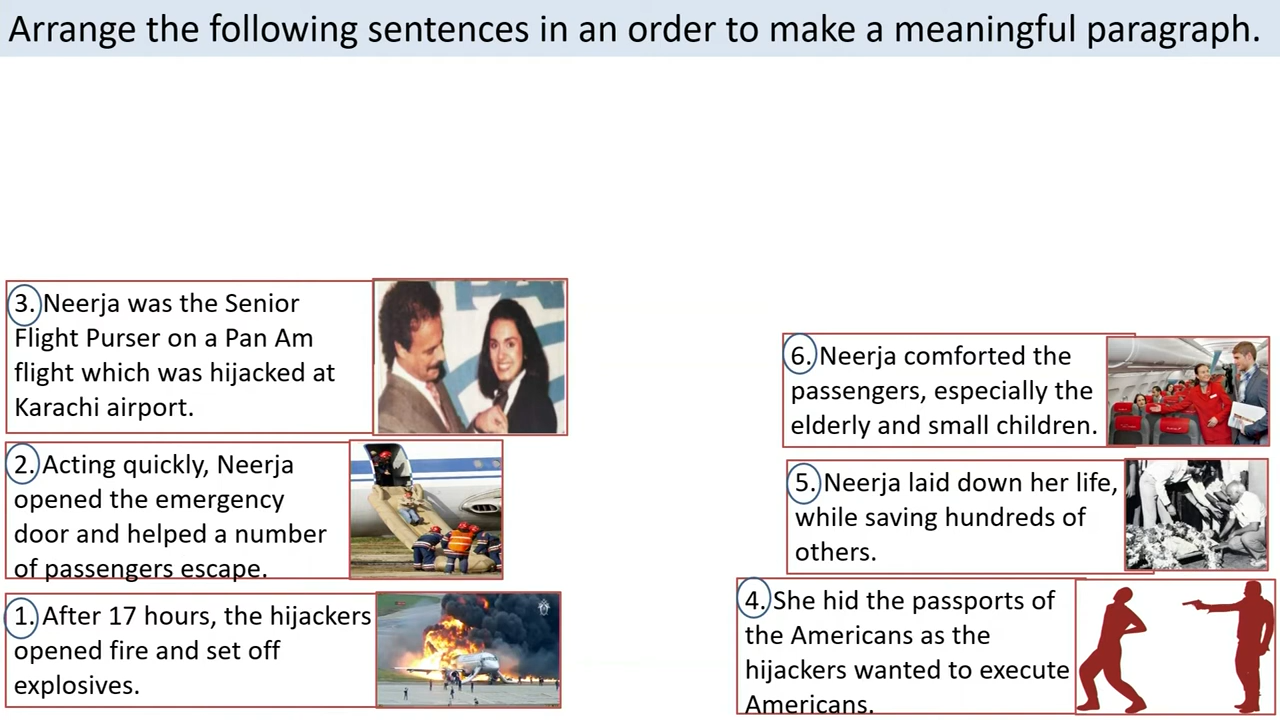 Arrange the following sentences in an order to make a meaningful paragraph.
3. Neerja was the Senior
Flight Purser on a Pan Am
flight which was hijacked at
Karachi airport.
2. Acting quickly, Neerja
opened the emergency
door and helped a number
of passengers escape.
1. After 17 hours, the hijackers
opened fire and set off
explosives.
6. Neerja comforted the
passengers, especially the
elderly and small children.
5. Neerja laid down her life,
while saving hundreds of
others.
4. She hid the passports of
the Americans as the
hijackers wanted to execute
Americans.